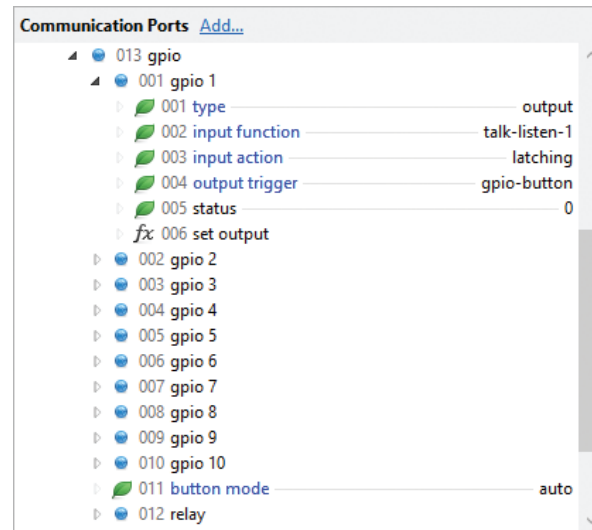 Communication Ports Add...
013 gpio
001 gpio 1
001 type output
002 input function talk-listen-1
003 input action latching
004 output trigger gpio-button
005 status 0
fx 006 set output
002 gpio 2
003 gpio 3
004 gpio 4
005 gpio 5
006 gpio 6
007 gpio 7
008 gpio 8
009 gpio 9
010 gpio 10
011 button mode auto
012 relay